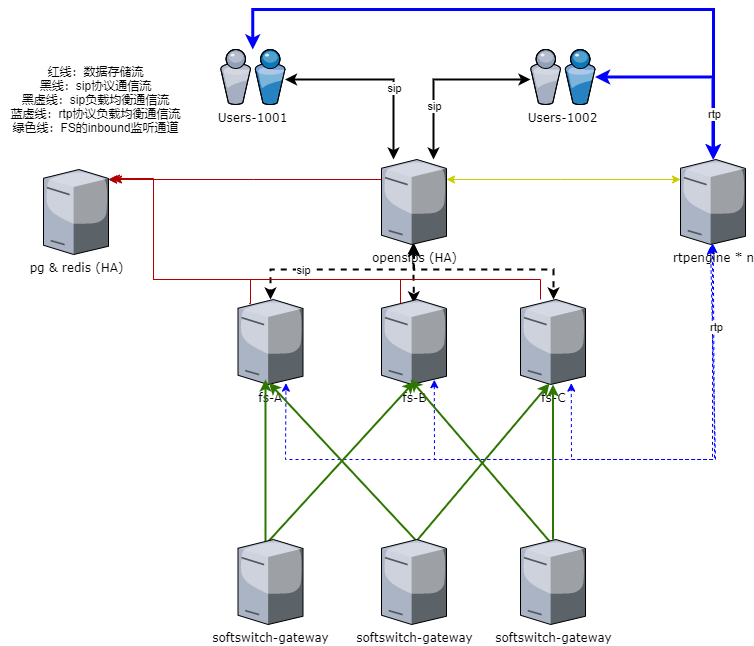 红线：数据存储流
黑线：sip协议通信流
黑虚线：sip负载均衡通信流
蓝虚线：rtp协议负载均衡通信流
绿色线：FS的inbound监听通道
Users-1001
Users-1002
sip
sip
rtp
pg & redis (HA)
opensips (HA)
rtpengine * n
sip
rtp
fs-A
fs-B
fs-C
softswitch-gateway
softswitch-gateway
softswitch-gateway